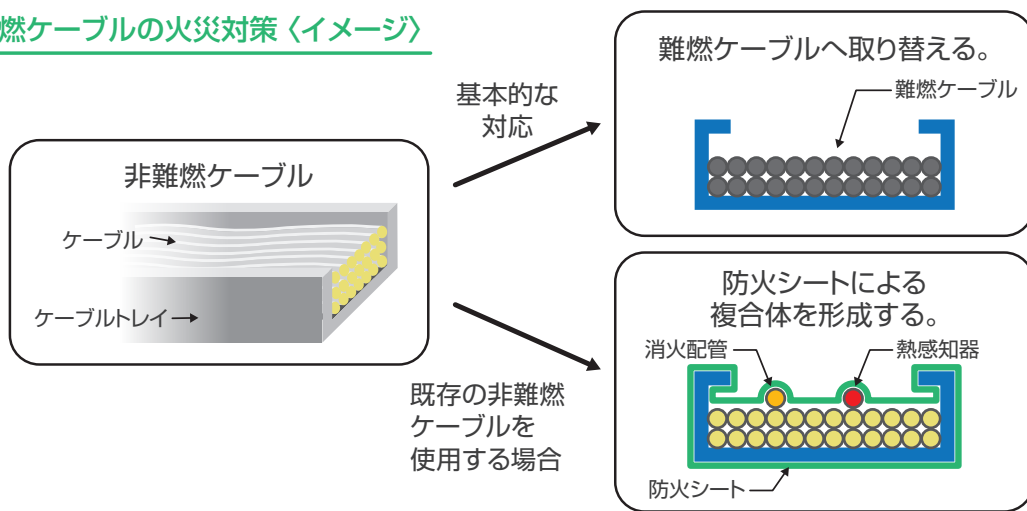 燃ケーブルの火災対策〈イメージ〉
非難燃ケーブル
ケーブル
ケーブルトレイ
基本的な
対応
難燃ケーブルへ取り替える。
難燃ケーブル
既存の非難燃
ケーブルを
使用する場合
防火シートによる
複合体を形成する。
消火配管
熱感知器
防火シート